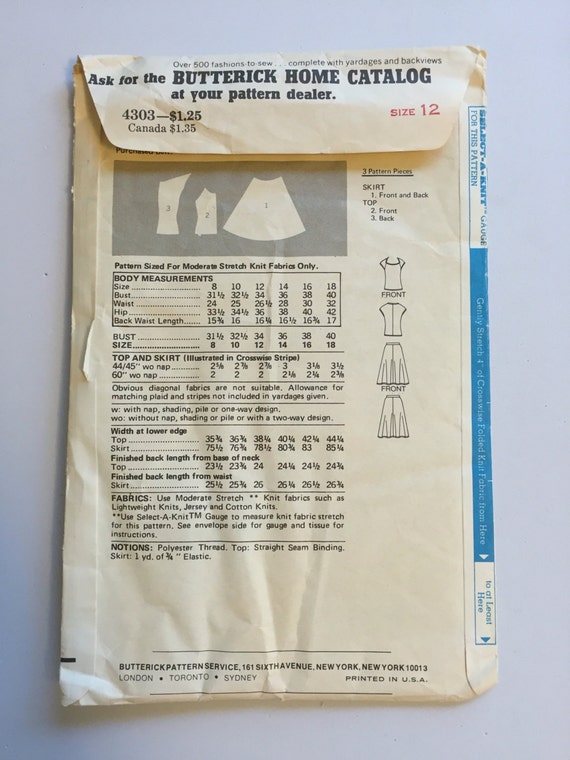 Over 500 fashions-to-sew... complete with yardages and backviews
Ask for the BUTTERICK HOME CATALOG
at your pattern dealer.
4303—$1.25
Canada $1.35
SIZE 12
3 Pattern Pieces
SKIRT
1. Front and Back
TOP
2. Front
3. Back
3 2 1
Pattern Sized For Moderate Stretch Knit Fabrics Only.
BODY MEASUREMENTS
Size 8 10 12 14 16 18
Bust 31½ 32½ 34 36 38 40
Waist 24 25 26½ 28 30 32
Hip 33½ 34½ 36 38 40 42
Back Waist Length 15¾ 16 16¼ 16½ 16¾ 17
BUST 31½ 32½ 34 36 38 40
SIZE 8 10 12 14 16 18
TOP AND SKIRT (Illustrated in Crosswise Stripe)
44/45" wo nap 2⅝ 2⅞ 2⅞ 3 3⅛ 3½
60" wo nap 2 2 2 2⅛ 2¼ 2⅜
Obvious diagonal fabrics are not suitable. Allowance for
matching plaid and stripes not included in yardages given.
w: with nap, shading, pile or one-way design.
wo: without nap, shading or pile or with a two-way design.
Width at lower edge
Top 35¾ 36¾ 38¼ 40¼ 42¼ 44¼
Skirt 75½ 76¾ 78½ 80¾ 83 85¼
Finished back length from base of neck
Top 23½ 23¾ 24 24¼ 24½ 24¾
Finished back length from waist
Skirt 25½ 25¾ 26 26¼ 26½ 26¾
FABRICS: Use Moderate Stretch ** Knit fabrics such as
Lightweight Knits, Jersey and Cotton Knits.
**Use Select-A-Knit™ Gauge to measure knit fabric stretch
for this pattern. See envelope side for gauge and tissue for
instructions.
NOTIONS: Polyester Thread. Top: Straight Seam Binding.
Skirt: 1 yd. of ¾" Elastic.
FRONT
FRONT
SELECT-A-KNIT™ GAUGE
FOR THIS PATTERN
Gently Stretch 4" of Crosswise Folded Knit Fabric from Here
to at Least
Here
BUTTERICK PATTERN SERVICE, 161 SIXTH AVENUE, NEW YORK, NEW YORK 10013
LONDON • TORONTO • SYDNEY
PRINTED IN U.S.A.